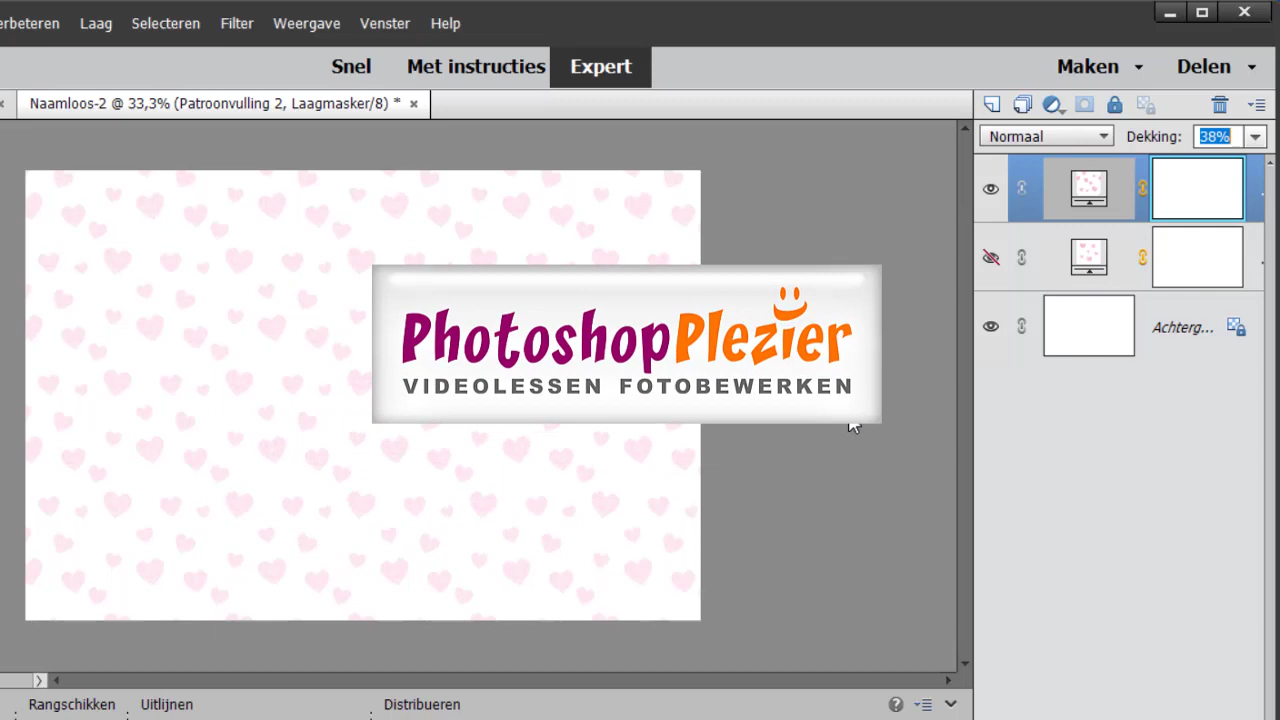 erbeteren Laag Selecteren Filter Weergave Venster Help
Snel Met instructies Expert Maken Delen
Naamloos-2 @ 33,3% (Patroonvulling 2, Laagmasker/8) *
Normaal Dekking: 38%
PhotoshopPlezier
VIDEOLESSEN FOTOBEWERKEN
Achterg...
Rangschikken Uitlijnen Distribueren